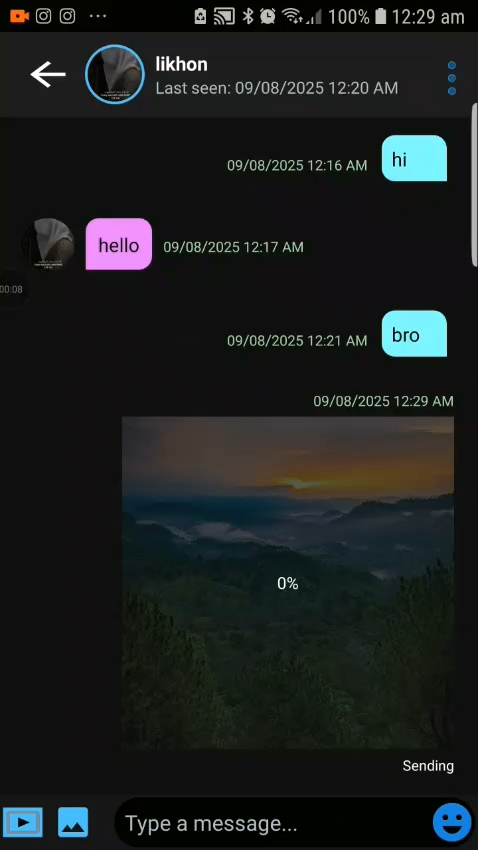 100% 12:29 am
likhon
Last seen: 09/08/2025 12:20 AM
09/08/2025 12:16 AM hi
hello 09/08/2025 12:17 AM
00:08
09/08/2025 12:21 AM bro
09/08/2025 12:29 AM
0%
Sending
Type a message...